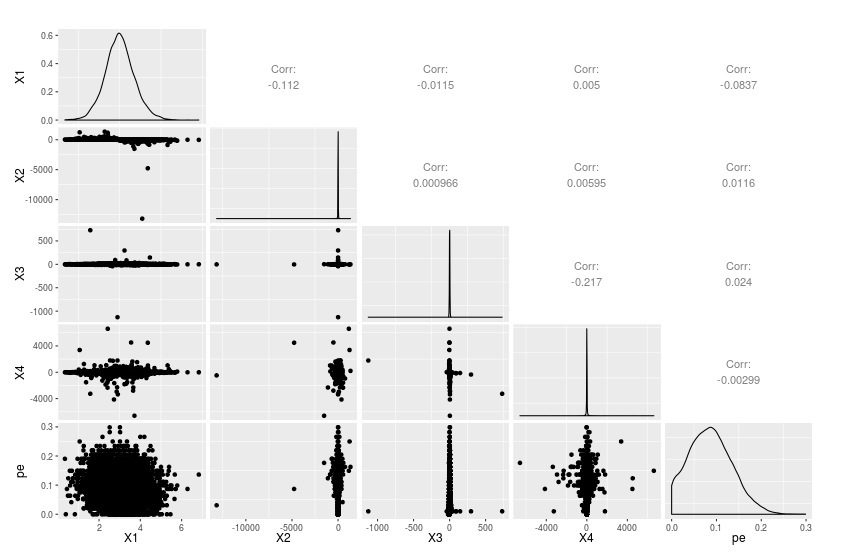 X1
0.6
0.4
0.2
0.0
Corr:
-0.112
Corr:
-0.0115
Corr:
0.005
Corr:
-0.0837
X2
0
-5000
-10000
Corr:
0.000966
Corr:
0.00595
Corr:
0.0116
X3
500
0
-500
-1000
Corr:
-0.217
Corr:
0.024
X4
4000
0
-4000
Corr:
-0.00299
pe
0.3
0.2
0.1
0.0
2 4 6
-10000 -5000 0
-1000 -500 0 500
-4000 0 4000
0.0 0.1 0.2 0.3
X1 X2 X3 X4 pe